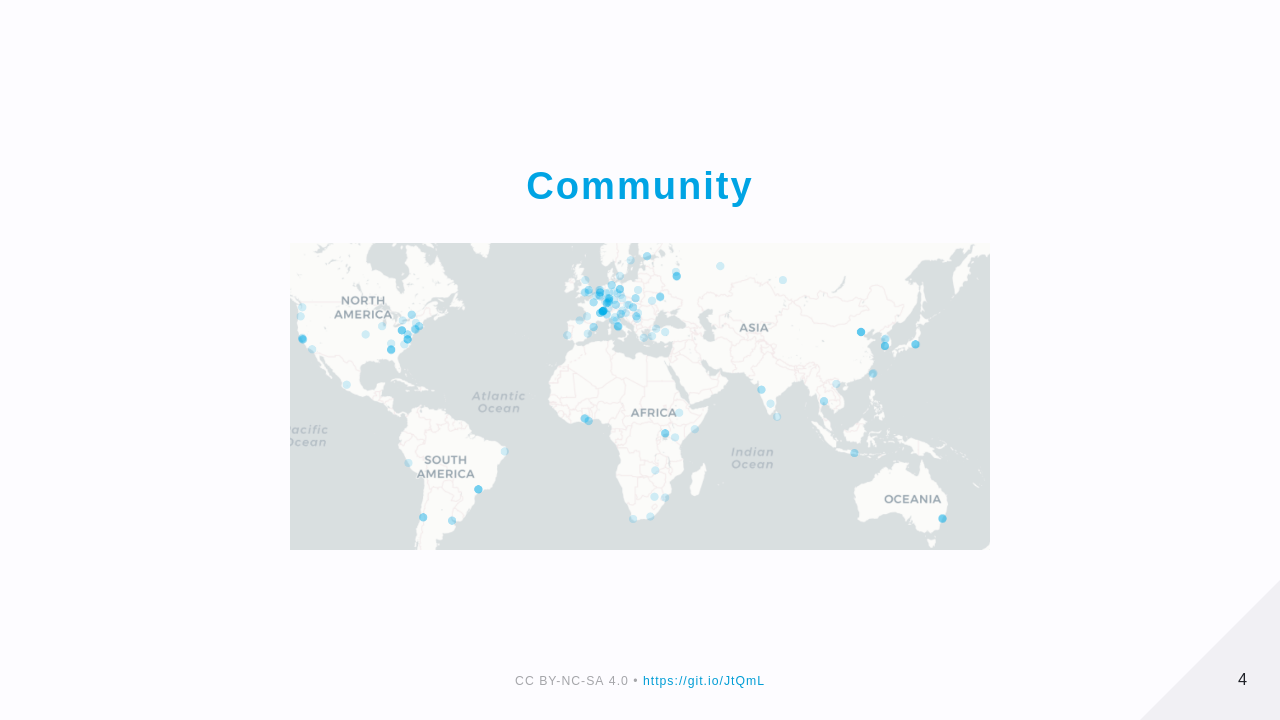 Community
NORTH
AMERICA
ASIA
Atlantic
Ocean
AFRICA
acific
Ocean
Indian
Ocean
SOUTH
AMERICA
OCEANIA
CC BY-NC-SA 4.0 • https://git.io/JtQmL
4